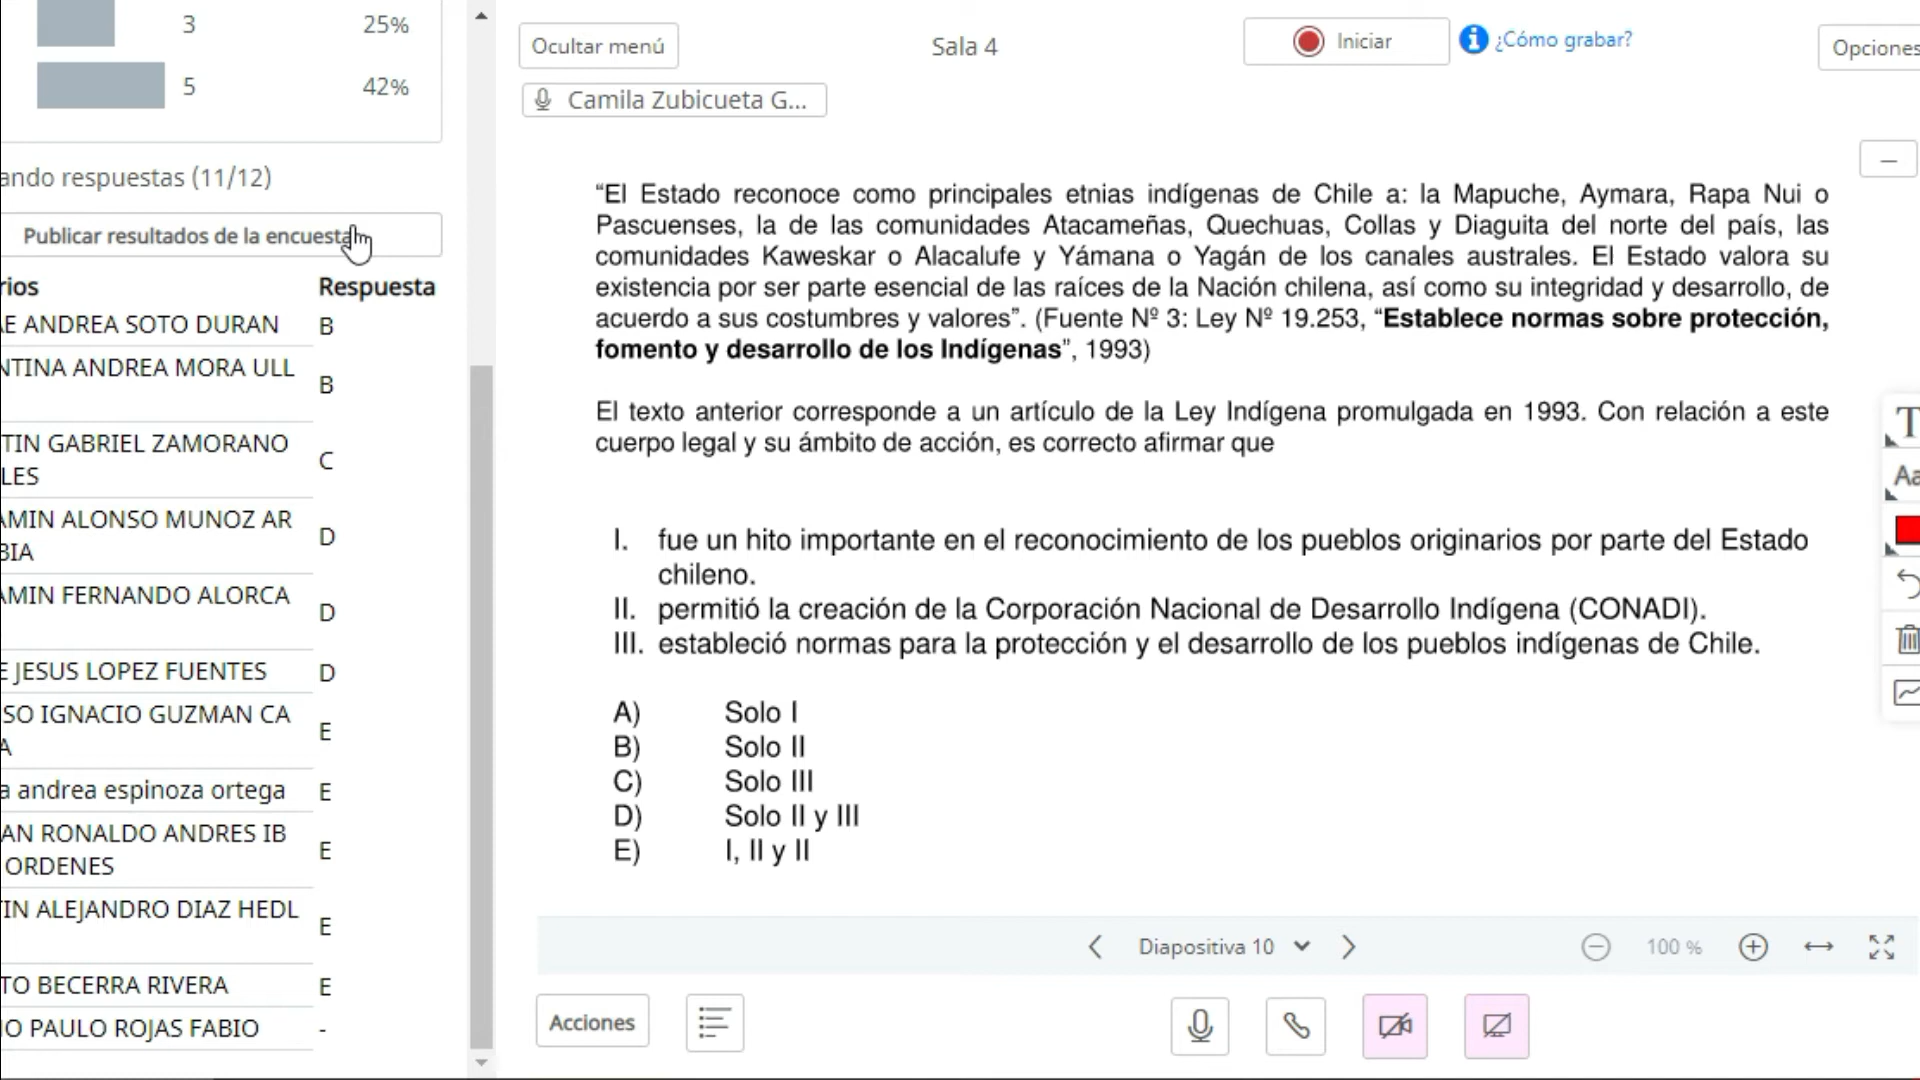 3 25%
5 42%
ando respuestas (11/12)
Publicar resultados de la encuesta
rios Respuesta
AE ANDREA SOTO DURAN B
NTINA ANDREA MORA ULL B
TIN GABRIEL ZAMORANO
LES C
AMIN ALONSO MUNOZ AR
BIA D
AMIN FERNANDO ALORCA D
E JESUS LOPEZ FUENTES D
SO IGNACIO GUZMAN CA
A E
a andrea espinoza ortega E
AN RONALDO ANDRES IB
ORDENES E
TIN ALEJANDRO DIAZ HEDL E
TO BECERRA RIVERA E
IO PAULO ROJAS FABIO -
Ocultar menú
Sala 4
Iniciar
¿Cómo grabar?
Opciones
Camila Zubicueta G...
“El Estado reconoce como principales etnias indígenas de Chile a: la Mapuche, Aymara, Rapa Nui o
Pascuenses, la de las comunidades Atacameñas, Quechuas, Collas y Diaguita del norte del país, las
comunidades Kaweskar o Alacalufe y Yámana o Yagán de los canales australes. El Estado valora su
existencia por ser parte esencial de las raíces de la Nación chilena, así como su integridad y desarrollo, de
acuerdo a sus costumbres y valores”. (Fuente Nº 3: Ley Nº 19.253, “Establece normas sobre protección,
fomento y desarrollo de los Indígenas”, 1993)
El texto anterior corresponde a un artículo de la Ley Indígena promulgada en 1993. Con relación a este
cuerpo legal y su ámbito de acción, es correcto afirmar que
I. fue un hito importante en el reconocimiento de los pueblos originarios por parte del Estado
chileno.
II. permitió la creación de la Corporación Nacional de Desarrollo Indígena (CONADI).
III. estableció normas para la protección y el desarrollo de los pueblos indígenas de Chile.
A) Solo I
B) Solo II
C) Solo III
D) Solo II y III
E) I, II y II
T
Aa
Diapositiva 10
100 %
Acciones